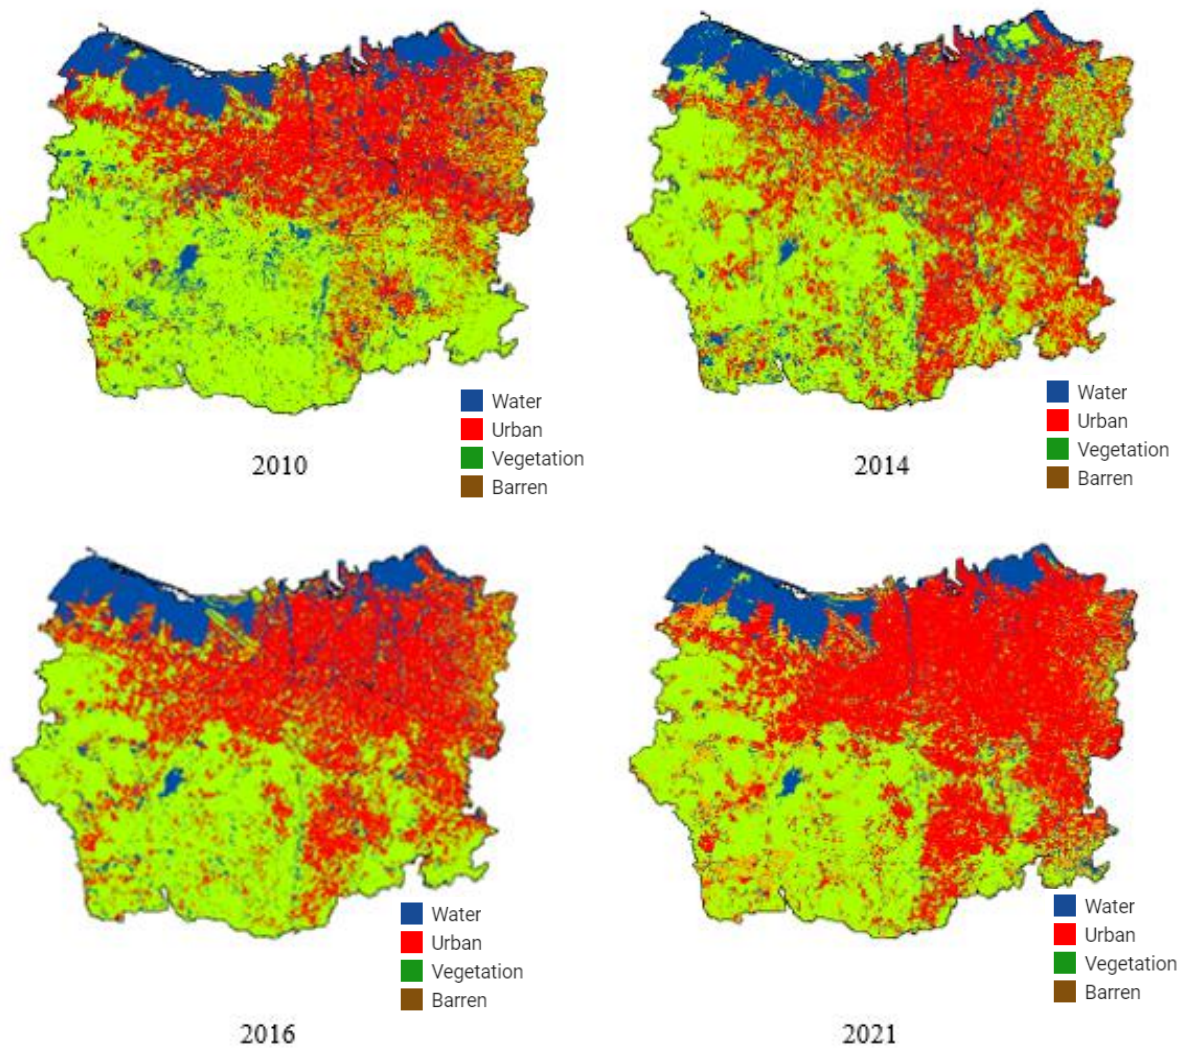 Water
Urban
Vegetation
Barren
2010
Water
Urban
Vegetation
Barren
2014
Water
Urban
Vegetation
Barren
2016
Water
Urban
Vegetation
Barren
2021